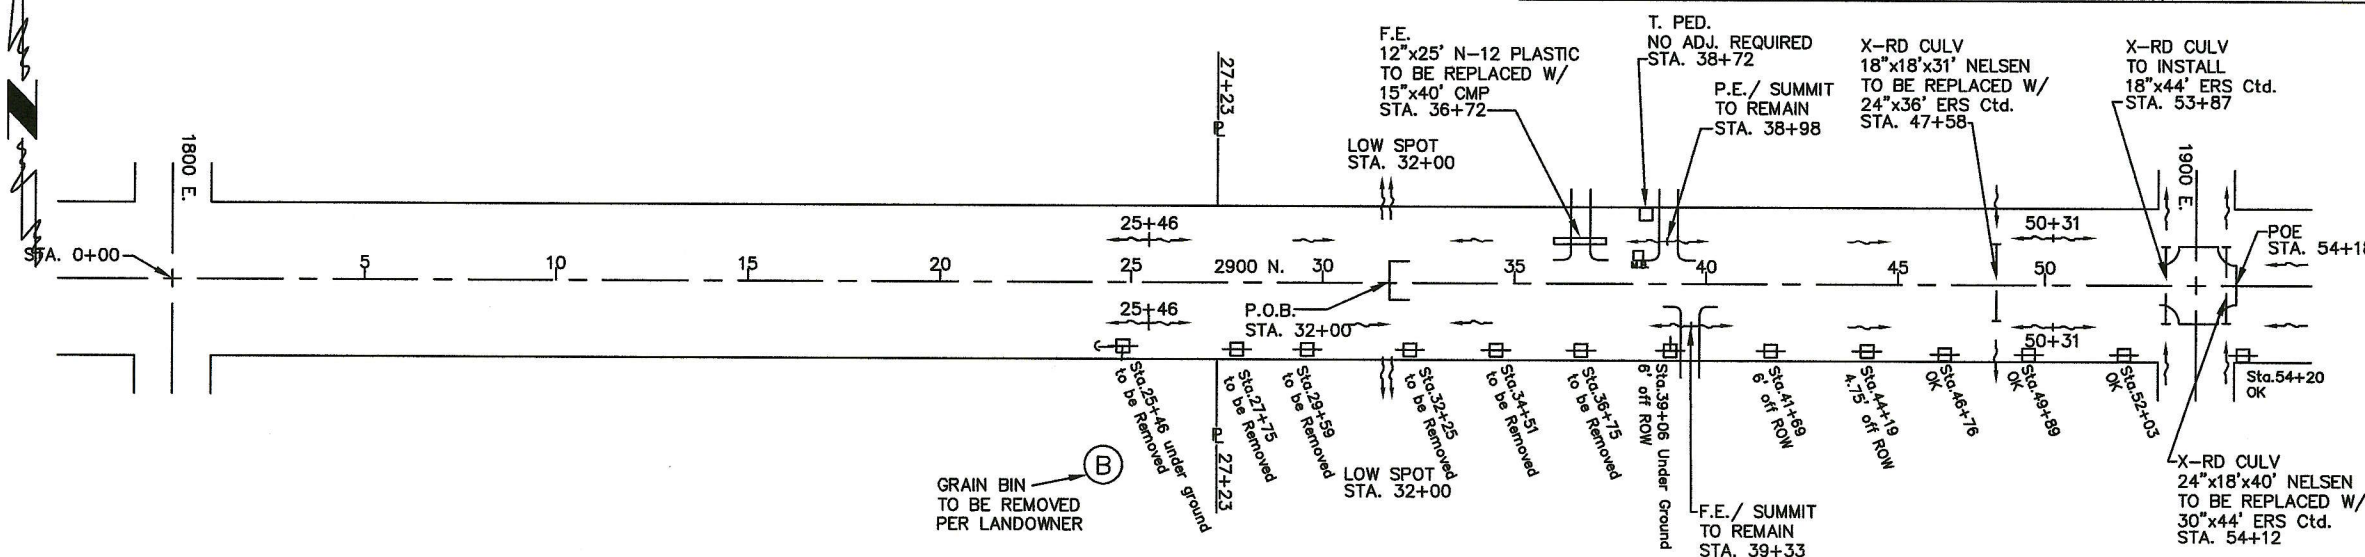 F.E.
12"x25' N-12 PLASTIC
TO BE REPLACED W/
15"x40' CMP
STA. 36+72
T. PED.
NO ADJ. REQUIRED
STA. 38+72
P.E./ SUMMIT
TO REMAIN
STA. 38+98
X-RD CULV
18"x18'x31' NELSEN
TO BE REPLACED W/
24"x36' ERS Ctd.
STA. 47+58
X-RD CULV
TO INSTALL
18"x44' ERS Ctd.
STA. 53+87
27+23
P
LOW SPOT
STA. 32+00
1800 E.
1900 E.
25+46
50+31
STA. 0+00
5
10
15
20
25
2900 N.
30
35
M.B.
40
45
50
POE
STA. 54+18
25+46
P.O.B.
STA. 32+00
50+31
Sta.25+46 under ground
to be Removed
Sta.27+75
to be Removed
Sta.29+59
to be Removed
Sta.32+25
to be Removed
Sta.34+51
to be Removed
Sta.36+75
to be Removed
Sta.39+06 Under Ground
6' off ROW
Sta.41+69
6' off ROW
Sta.44+19
4.75' off ROW
Sta.46+76
OK
Sta.49+89
OK
Sta.52+03
OK
Sta.54+20
OK
P
27+23
GRAIN BIN
TO BE REMOVED
PER LANDOWNER
B
LOW SPOT
STA. 32+00
F.E./ SUMMIT
TO REMAIN
STA. 39+33
X-RD CULV
24"x18'x40' NELSEN
TO BE REPLACED W/
30"x44' ERS Ctd.
STA. 54+12